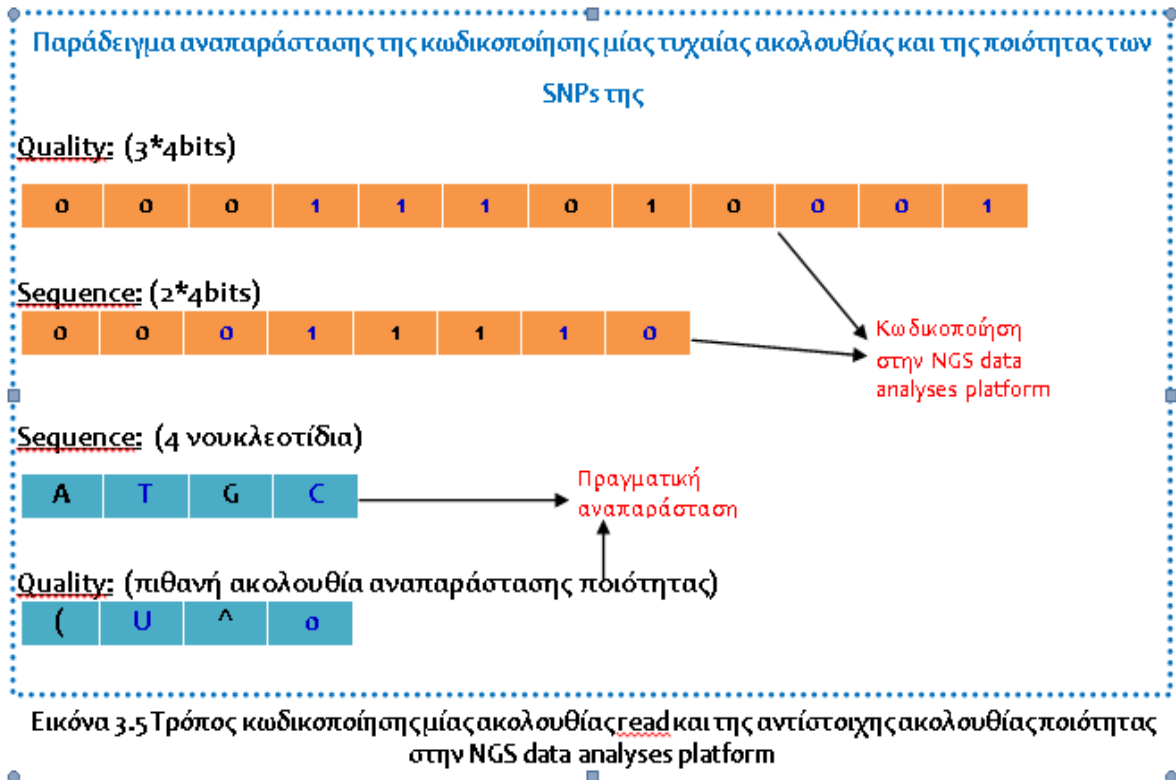 Παράδειγμα αναπαράστασης της κωδικοποίησης μίας τυχαίας ακολουθίας και της ποιότητας των
SNPs της
Quality: (3*4bits)
0 0 0 1 1 1 0 1 0 0 0 1
Sequence: (2*4bits)
0 0 0 1 1 1 1 0
Κωδικοποίηση
στην NGS data
analyses platform
Sequence: (4 νουκλεοτίδια)
A T G C
Πραγματική
αναπαράσταση
Quality: (πιθανή ακολουθία αναπαράστασης ποιότητας)
( U ^ o
Εικόνα 3.5 Τρόπος κωδικοποίησης μίας ακολουθίας read και της αντίστοιχης ακολουθίας ποιότητας
στην NGS data analyses platform